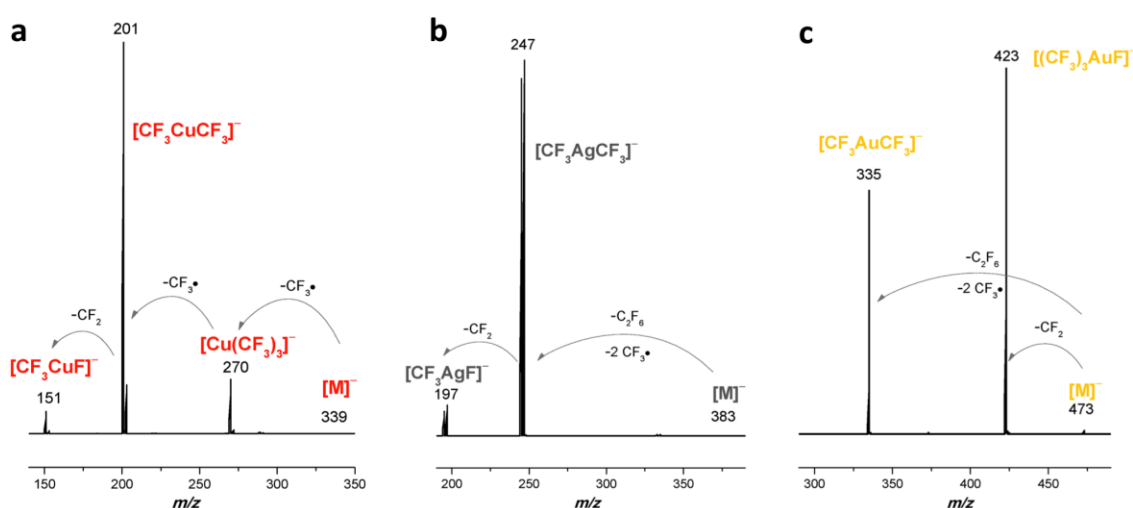 a
201
[CF₃CuCF₃]⁻
-CF₃•
-CF₃•
-CF₂
[Cu(CF₃)₃]⁻
[CF₃CuF]⁻
270
[M]⁻
151
339
150 200 250 300 350
m/z
b
247
[CF₃AgCF₃]⁻
-C₂F₆
-CF₂
-2 CF₃•
[CF₃AgF]⁻
[M]⁻
197
383
200 250 300 350
m/z
c
423
[(CF₃)₃AuF]⁻
[CF₃AuCF₃]⁻
335
-C₂F₆
-2 CF₃•
-CF₂
[M]⁻
473
300 350 400 450
m/z